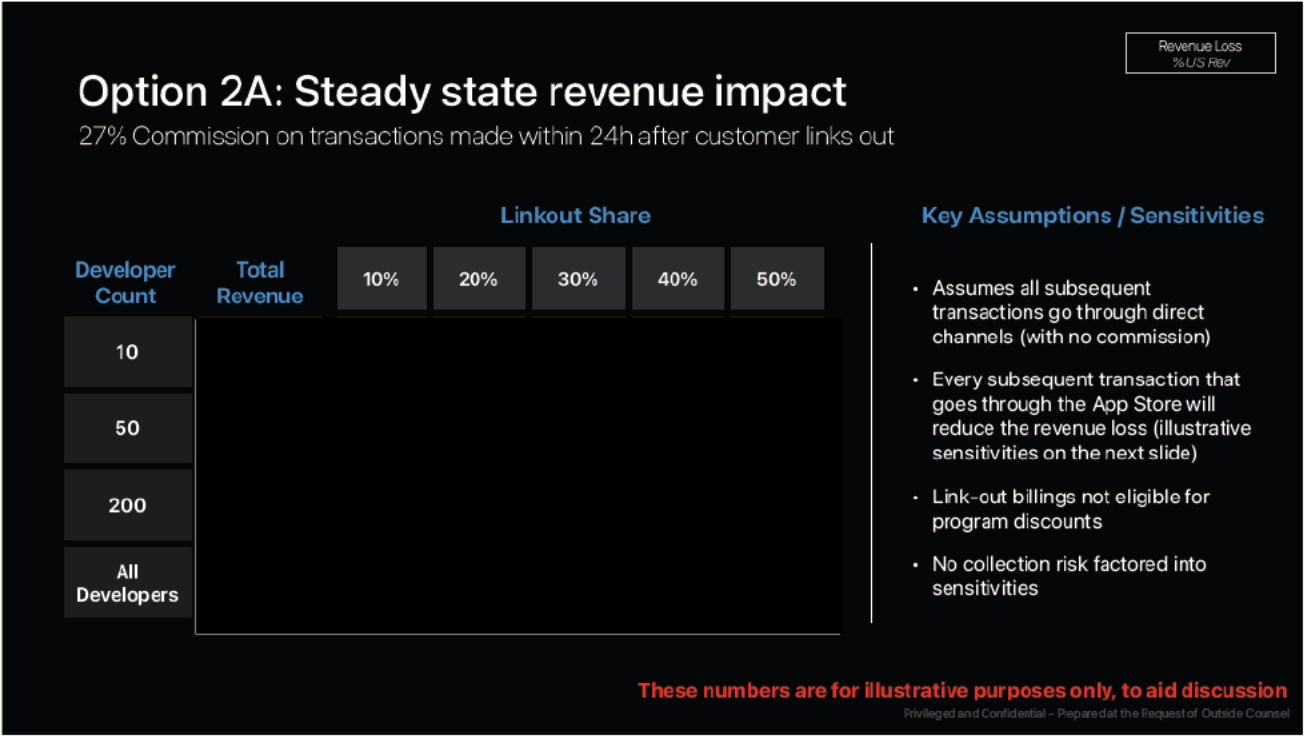 Revenue Loss
% US Rev
Option 2A: Steady state revenue impact
27% Commission on transactions made within 24h after customer links out
Linkout Share
Developer
Count
Total
Revenue
10%
20%
30%
40%
50%
10
50
200
All
Developers
Key Assumptions / Sensitivities
• Assumes all subsequent
transactions go through direct
channels (with no commission)
• Every subsequent transaction that
goes through the App Store will
reduce the revenue loss (illustrative
sensitivities on the next slide)
• Link-out billings not eligible for
program discounts
• No collection risk factored into
sensitivities
These numbers are for illustrative purposes only, to aid discussion
Privileged and Confidential – Prepared at the Request of Outside Counsel